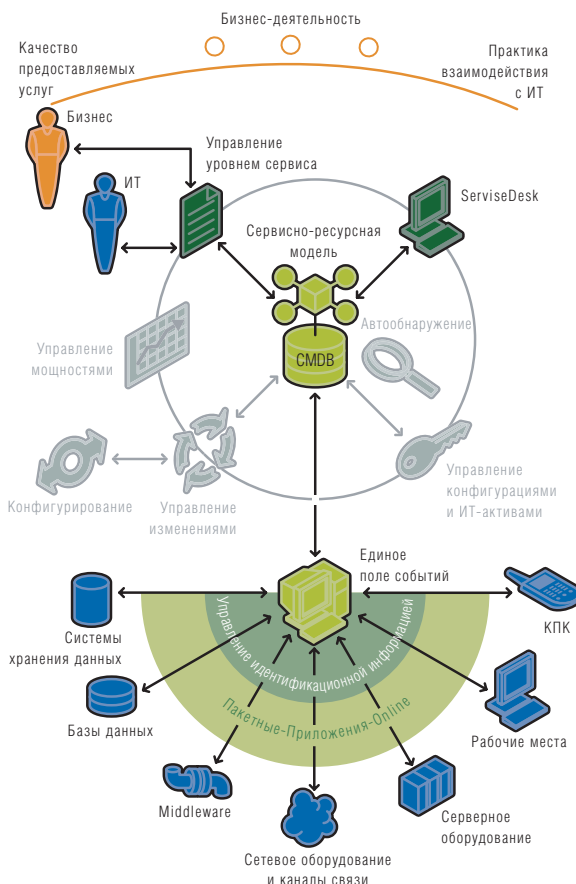 Бизнес-деятельность
Качество
предоставляемых
услуг
Практика
взаимодействия
с ИТ
Бизнес
ИТ
Управление
уровнем сервиса
ServiseDesk
Сервисно-ресурсная
модель
Автообнаружение
CMDB
Управление
мощностями
Конфигурирование
Управление
изменениями
Управление
конфигурациями
и ИТ-активами
Единое
поле событий
Системы
хранения данных
КПК
Управление идентификационной информацией
Пакетные-Приложения-Online
Базы данных
Рабочие места
Middleware
Серверное
оборудование
Сетевое оборудование
и каналы связи